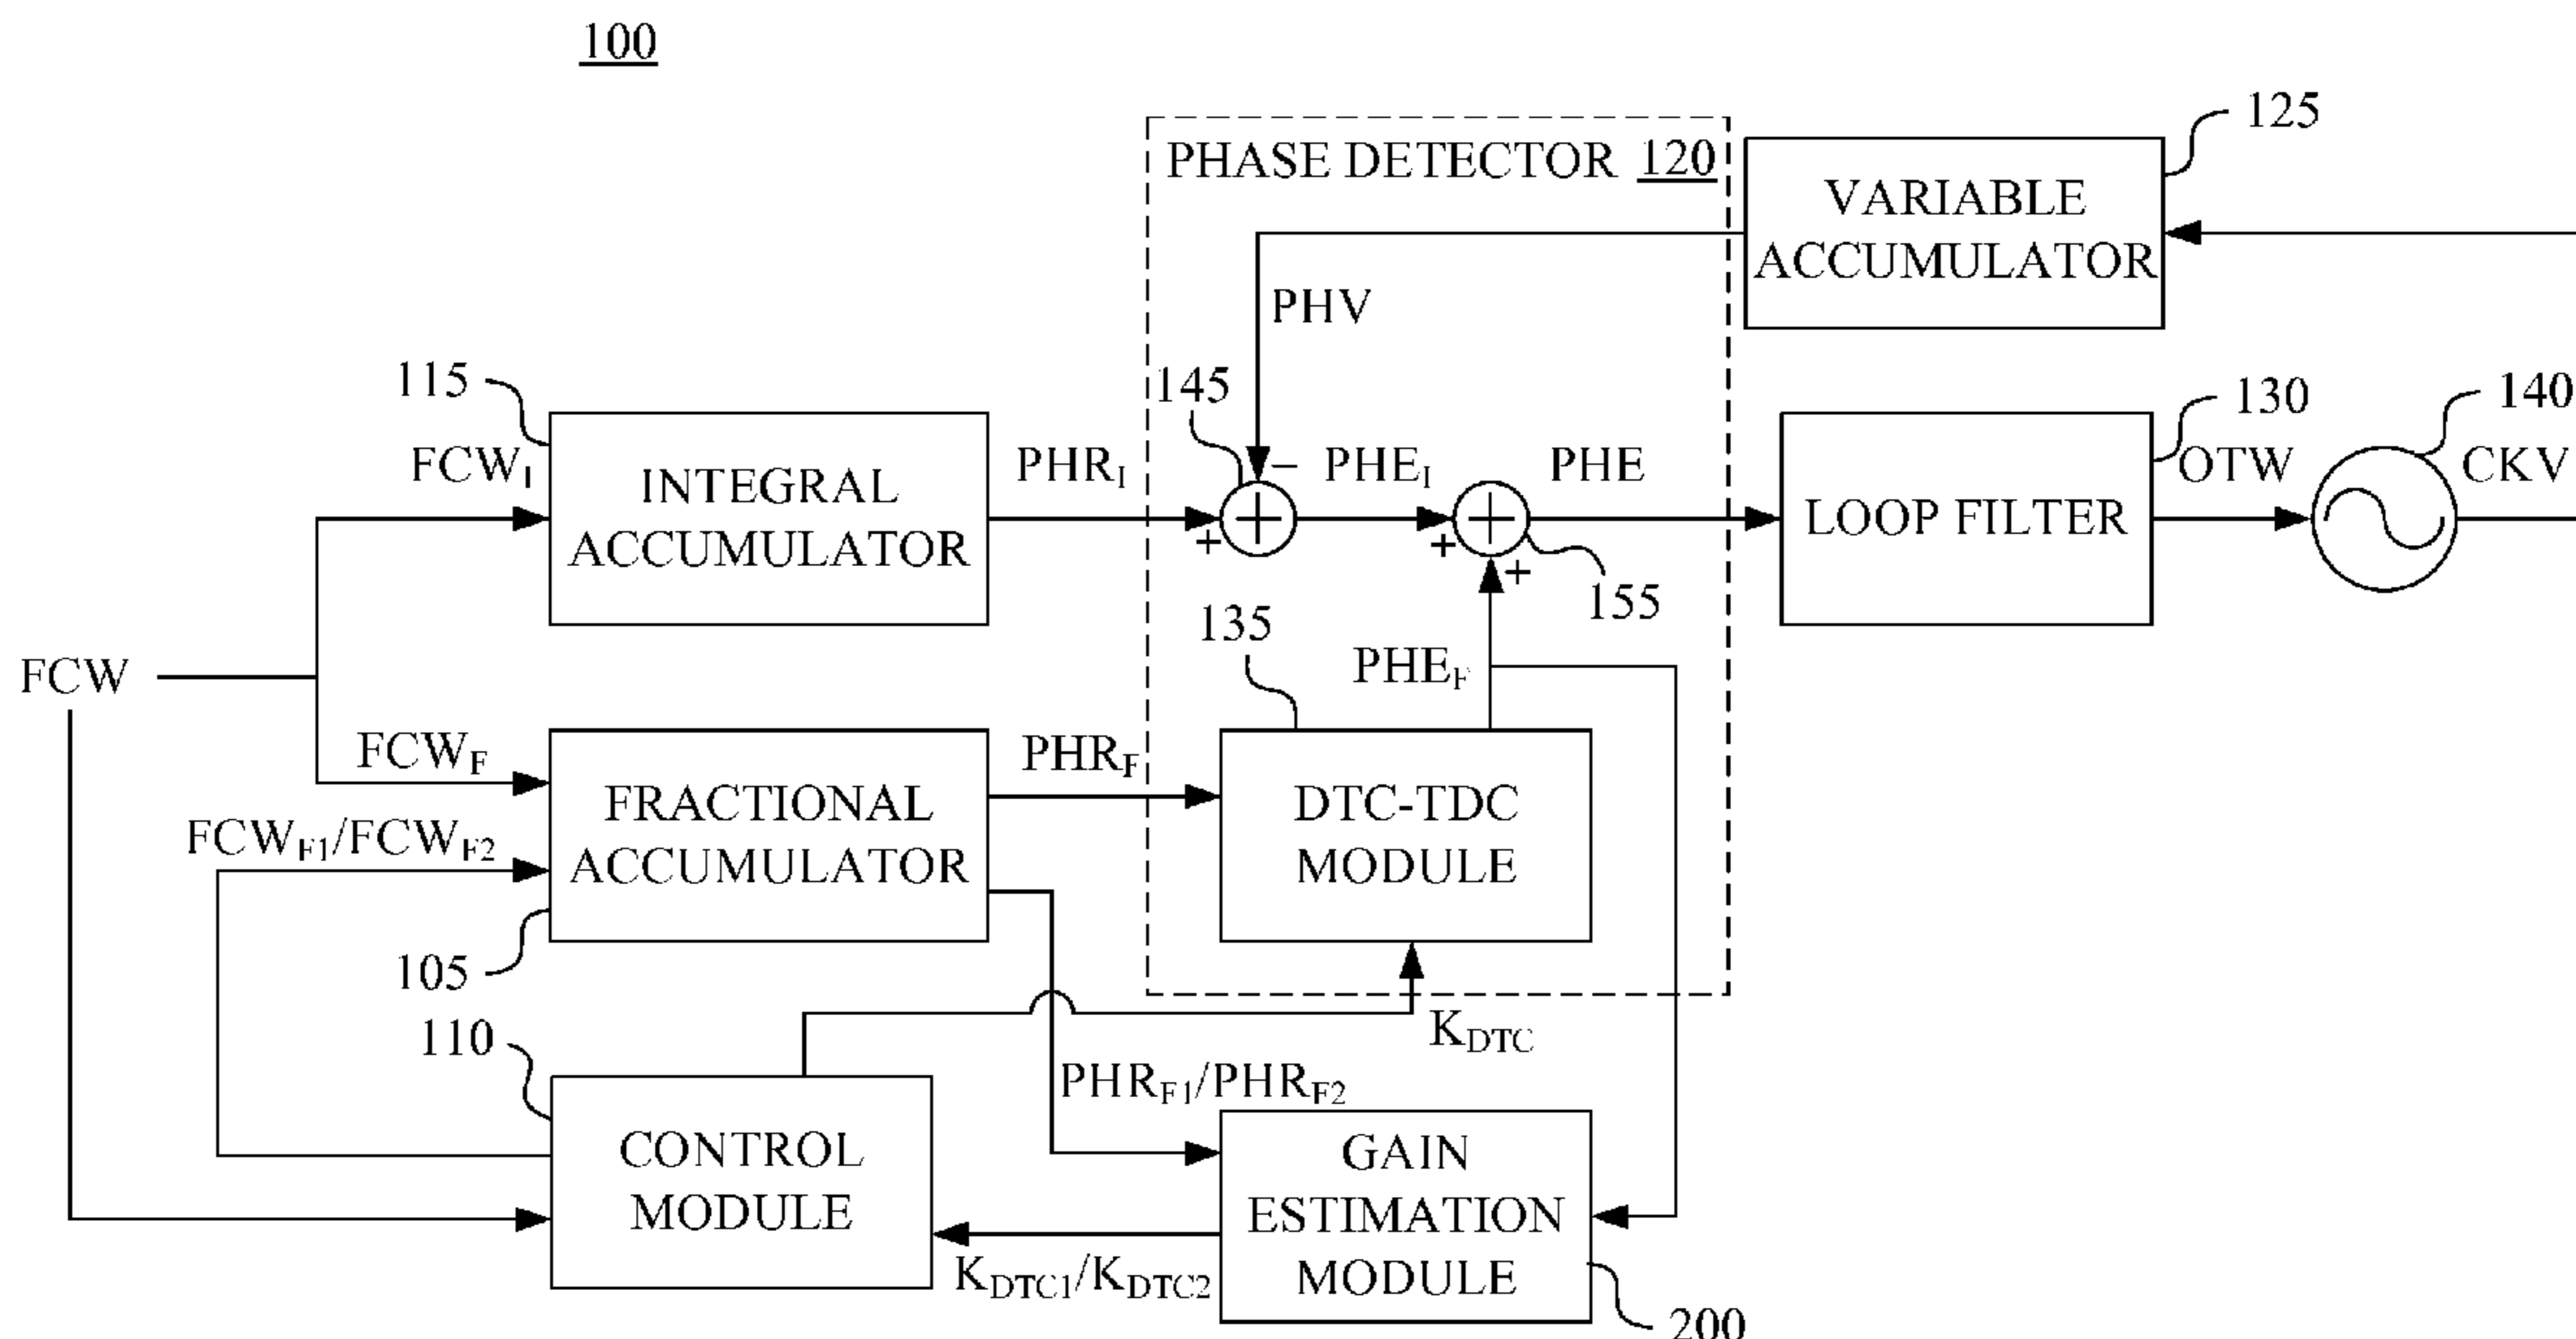 100
PHASE DETECTOR 120
125
VARIABLE
ACCUMULATOR
PHV
115
FCW_I
INTEGRAL
ACCUMULATOR
PHR_I
145
−
+
PHE_I
+
+
155
PHE
LOOP FILTER
130
OTW
140
CKV
FCW
FCW_F
FCW_F1/FCW_F2
FRACTIONAL
ACCUMULATOR
105
PHR_F
135
PHE_F
DTC-TDC
MODULE
K_DTC
110
CONTROL
MODULE
PHR_F1/PHR_F2
GAIN
ESTIMATION
MODULE
K_DTC1/K_DTC2
200